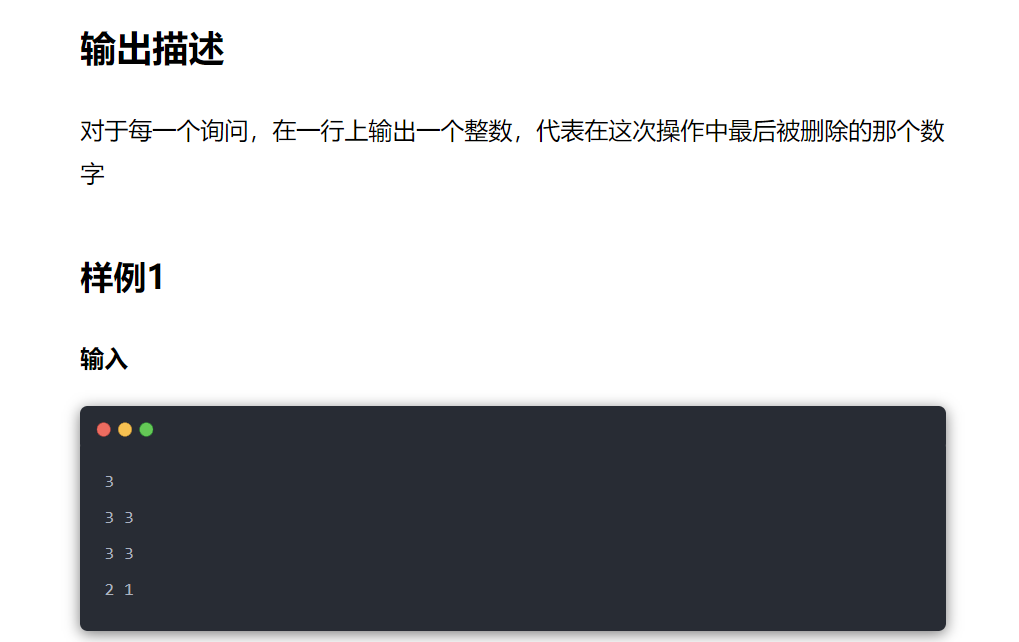 输出描述
对于每一个询问，在一行上输出一个整数，代表在这次操作中最后被删除的那个数
字
样例1
输入
3
3 3
3 3
2 1